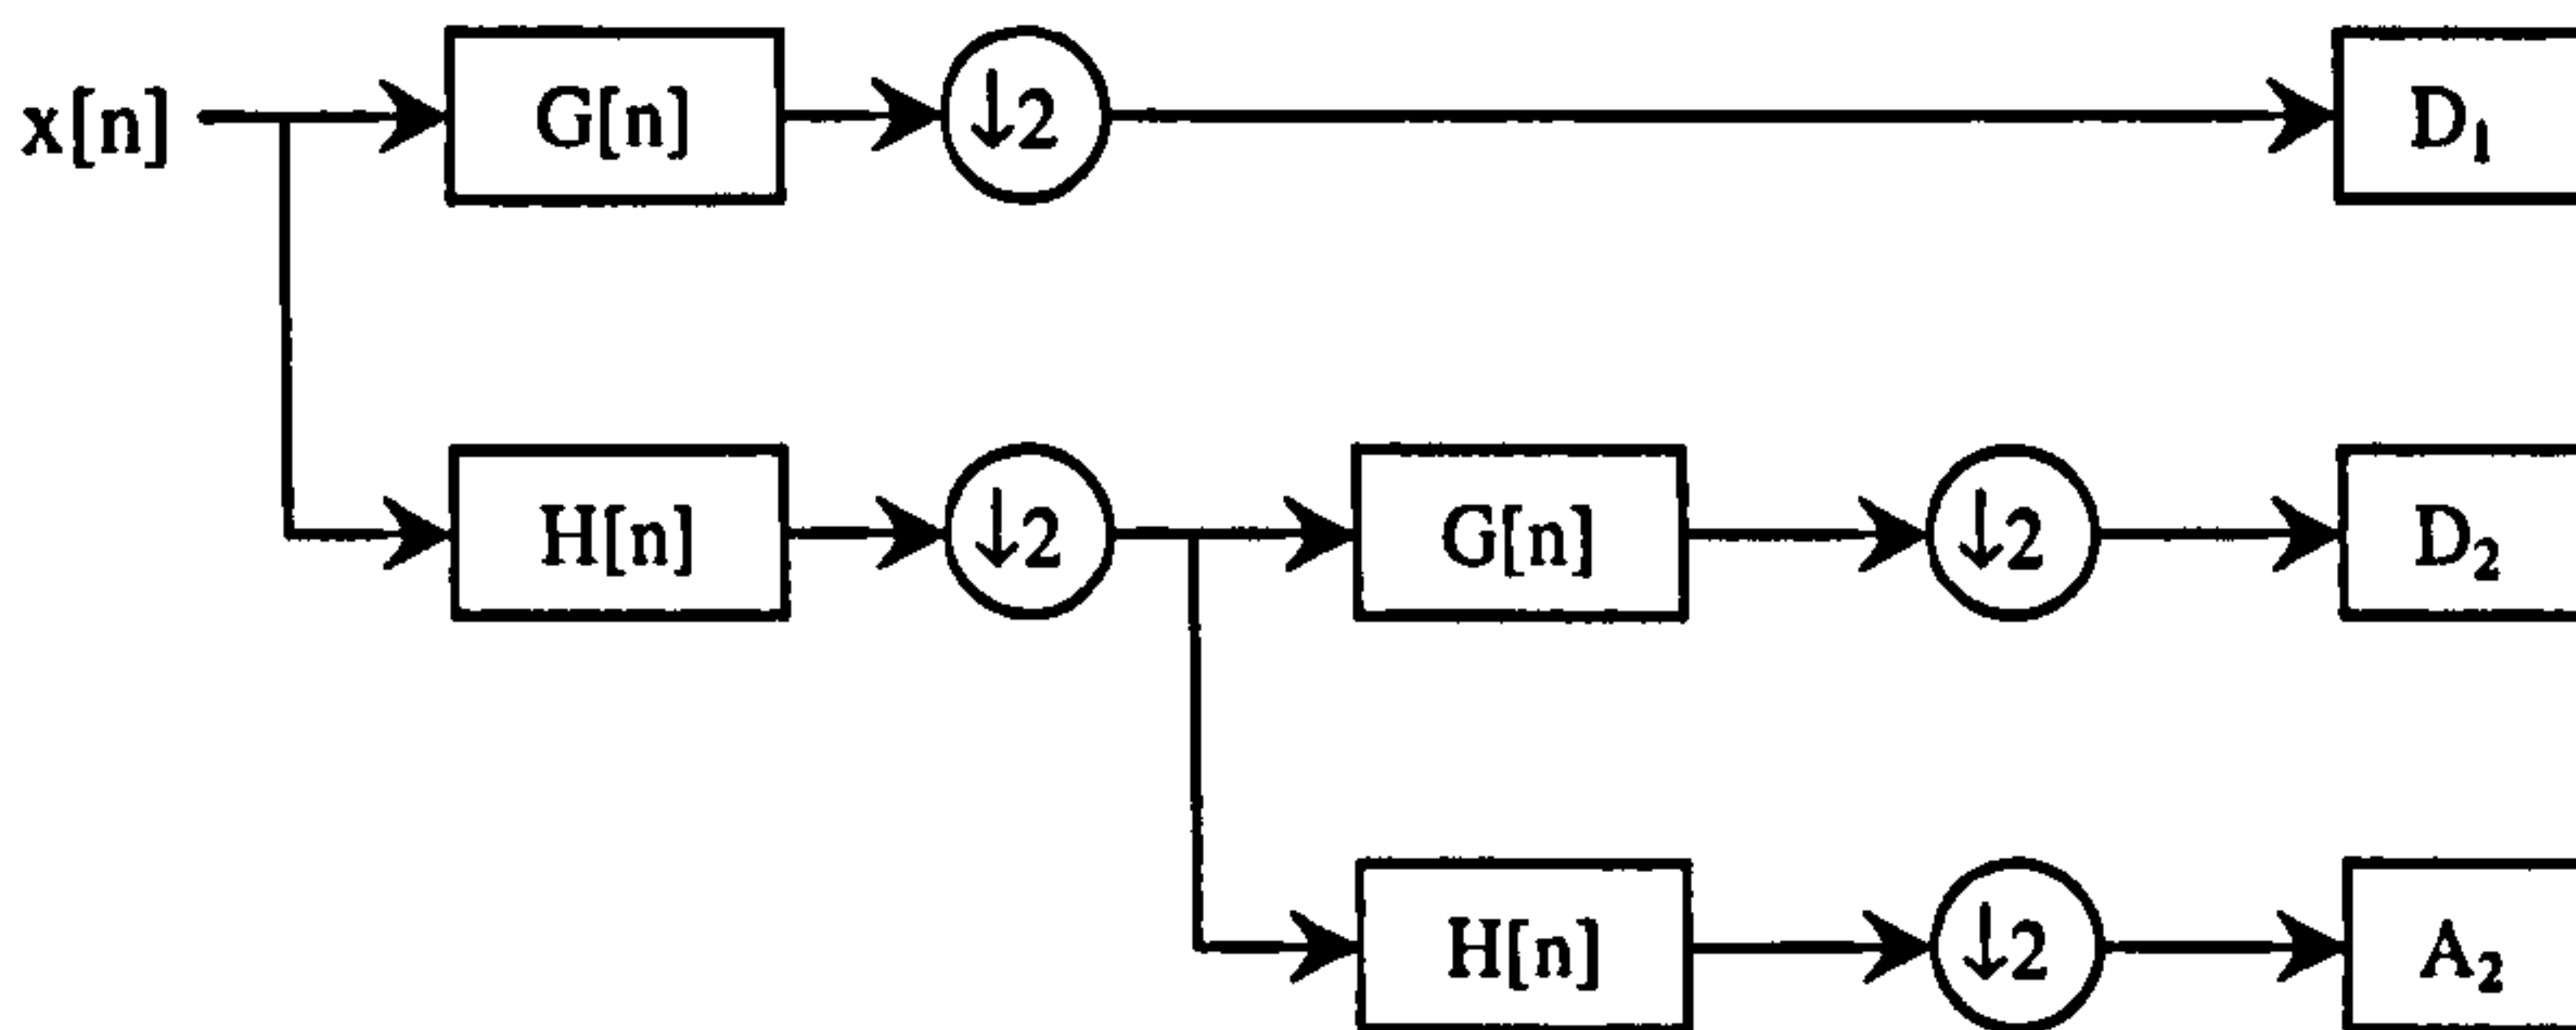 x[n] G[n] ↓2 D₁
H[n] ↓2 G[n] ↓2 D₂
H[n] ↓2 A₂